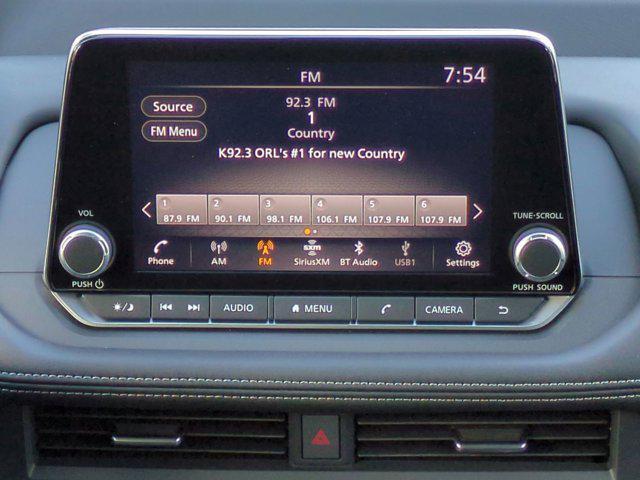 FM
7:54
Source
92.3 FM
1
FM Menu
Country
K92.3 ORL's #1 for new Country
1 2 3 4 5 6
87.9 FM 90.1 FM 98.1 FM 106.1 FM 107.9 FM 107.9 FM
VOL
TUNE·SCROLL
sxm
Phone AM FM SiriusXM BT Audio USB1 Settings
PUSH
PUSH SOUND
AUDIO MENU CAMERA